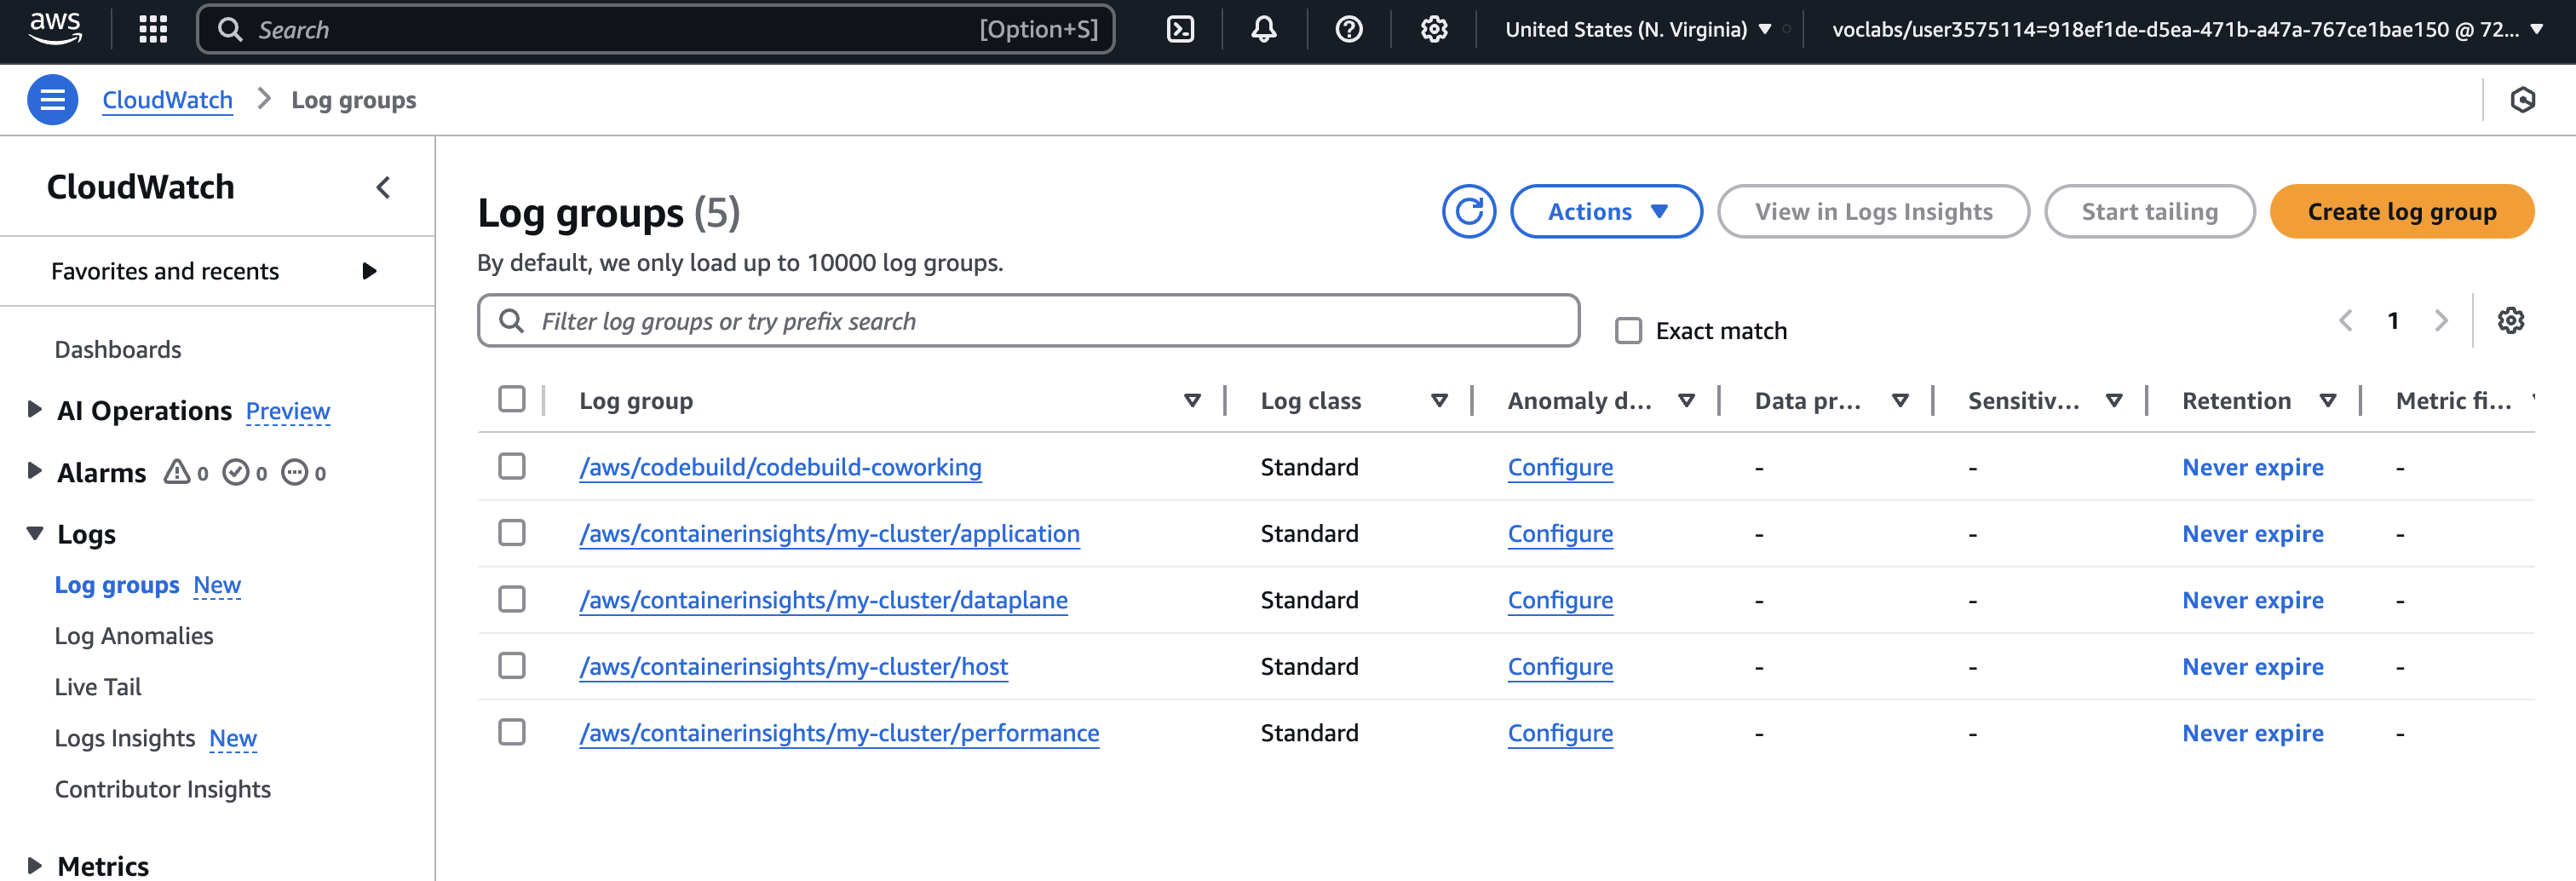 aws
Search [Option+S]
United States (N. Virginia)
voclabs/user3575114=918ef1de-d5ea-471b-a47a-767ce1bae150 @ 72...
CloudWatch
Log groups
CloudWatch
Favorites and recents
Dashboards
AI Operations Preview
Alarms 0 0 0
Logs
Log groups New
Log Anomalies
Live Tail
Logs Insights New
Contributor Insights
Metrics
Log groups (5)
Actions
View in Logs Insights
Start tailing
Create log group
By default, we only load up to 10000 log groups.
Filter log groups or try prefix search
Exact match
1
Log group Log class Anomaly d... Data pr... Sensitiv... Retention Metric fi...
/aws/codebuild/codebuild-coworking Standard Configure - - Never expire -
/aws/containerinsights/my-cluster/application Standard Configure - - Never expire -
/aws/containerinsights/my-cluster/dataplane Standard Configure - - Never expire -
/aws/containerinsights/my-cluster/host Standard Configure - - Never expire -
/aws/containerinsights/my-cluster/performance Standard Configure - - Never expire -